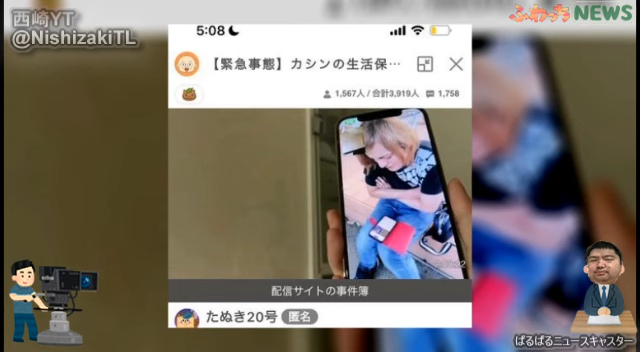 西崎YT
@NishizakiTL
ふわっちNEWS
5:08
【緊急事態】カシンの生活保…
1,567人 / 合計3,919人 1,758
配信サイトの事件簿
たぬき20号 匿名
ぱるぱるニュースキャスター